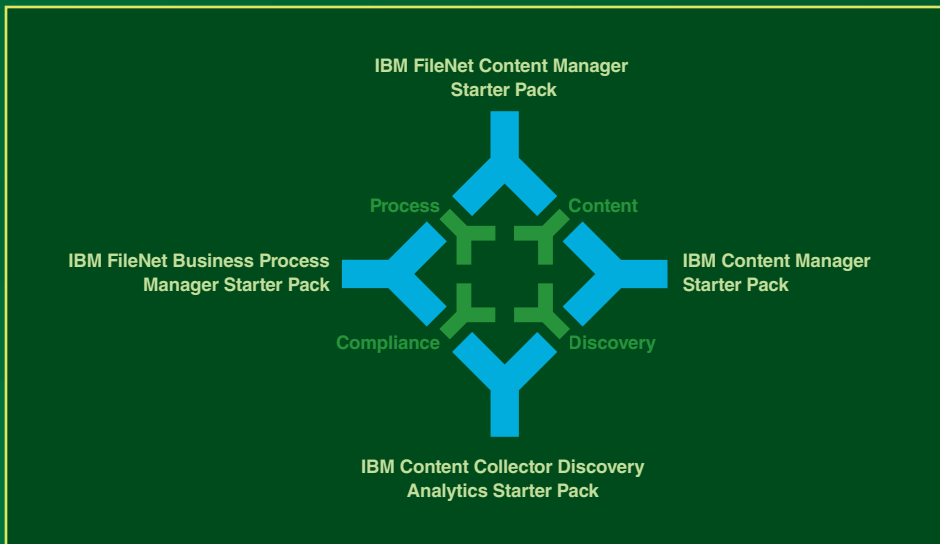 IBM FileNet Content Manager
Starter Pack
Process
Content
IBM FileNet Business Process
Manager Starter Pack
IBM Content Manager
Starter Pack
Compliance
Discovery
IBM Content Collector Discovery
Analytics Starter Pack